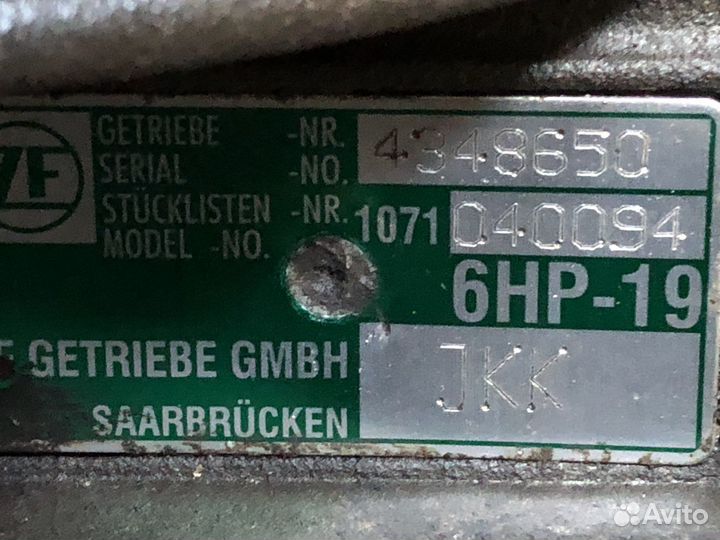 ZF
GETRIEBE -NR. 4348650
SERIAL -NO.
STÜCKLISTEN -NR. 1071 040094
MODEL -NO.
6HP-19
GETRIEBE GMBH JKK
SAARBRÜCKEN
Avito